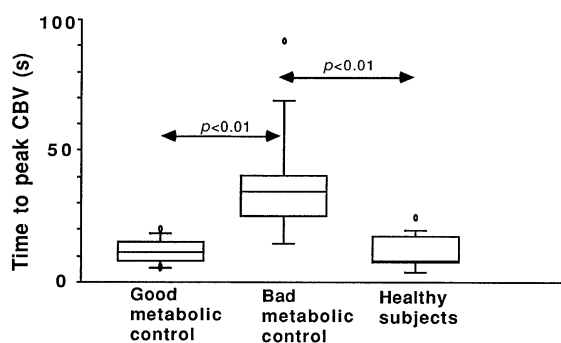 100
p<0.01
p<0.01
50
0
Time to peak CBV (s)
Good
metabolic
control
Bad
metabolic
control
Healthy
subjects